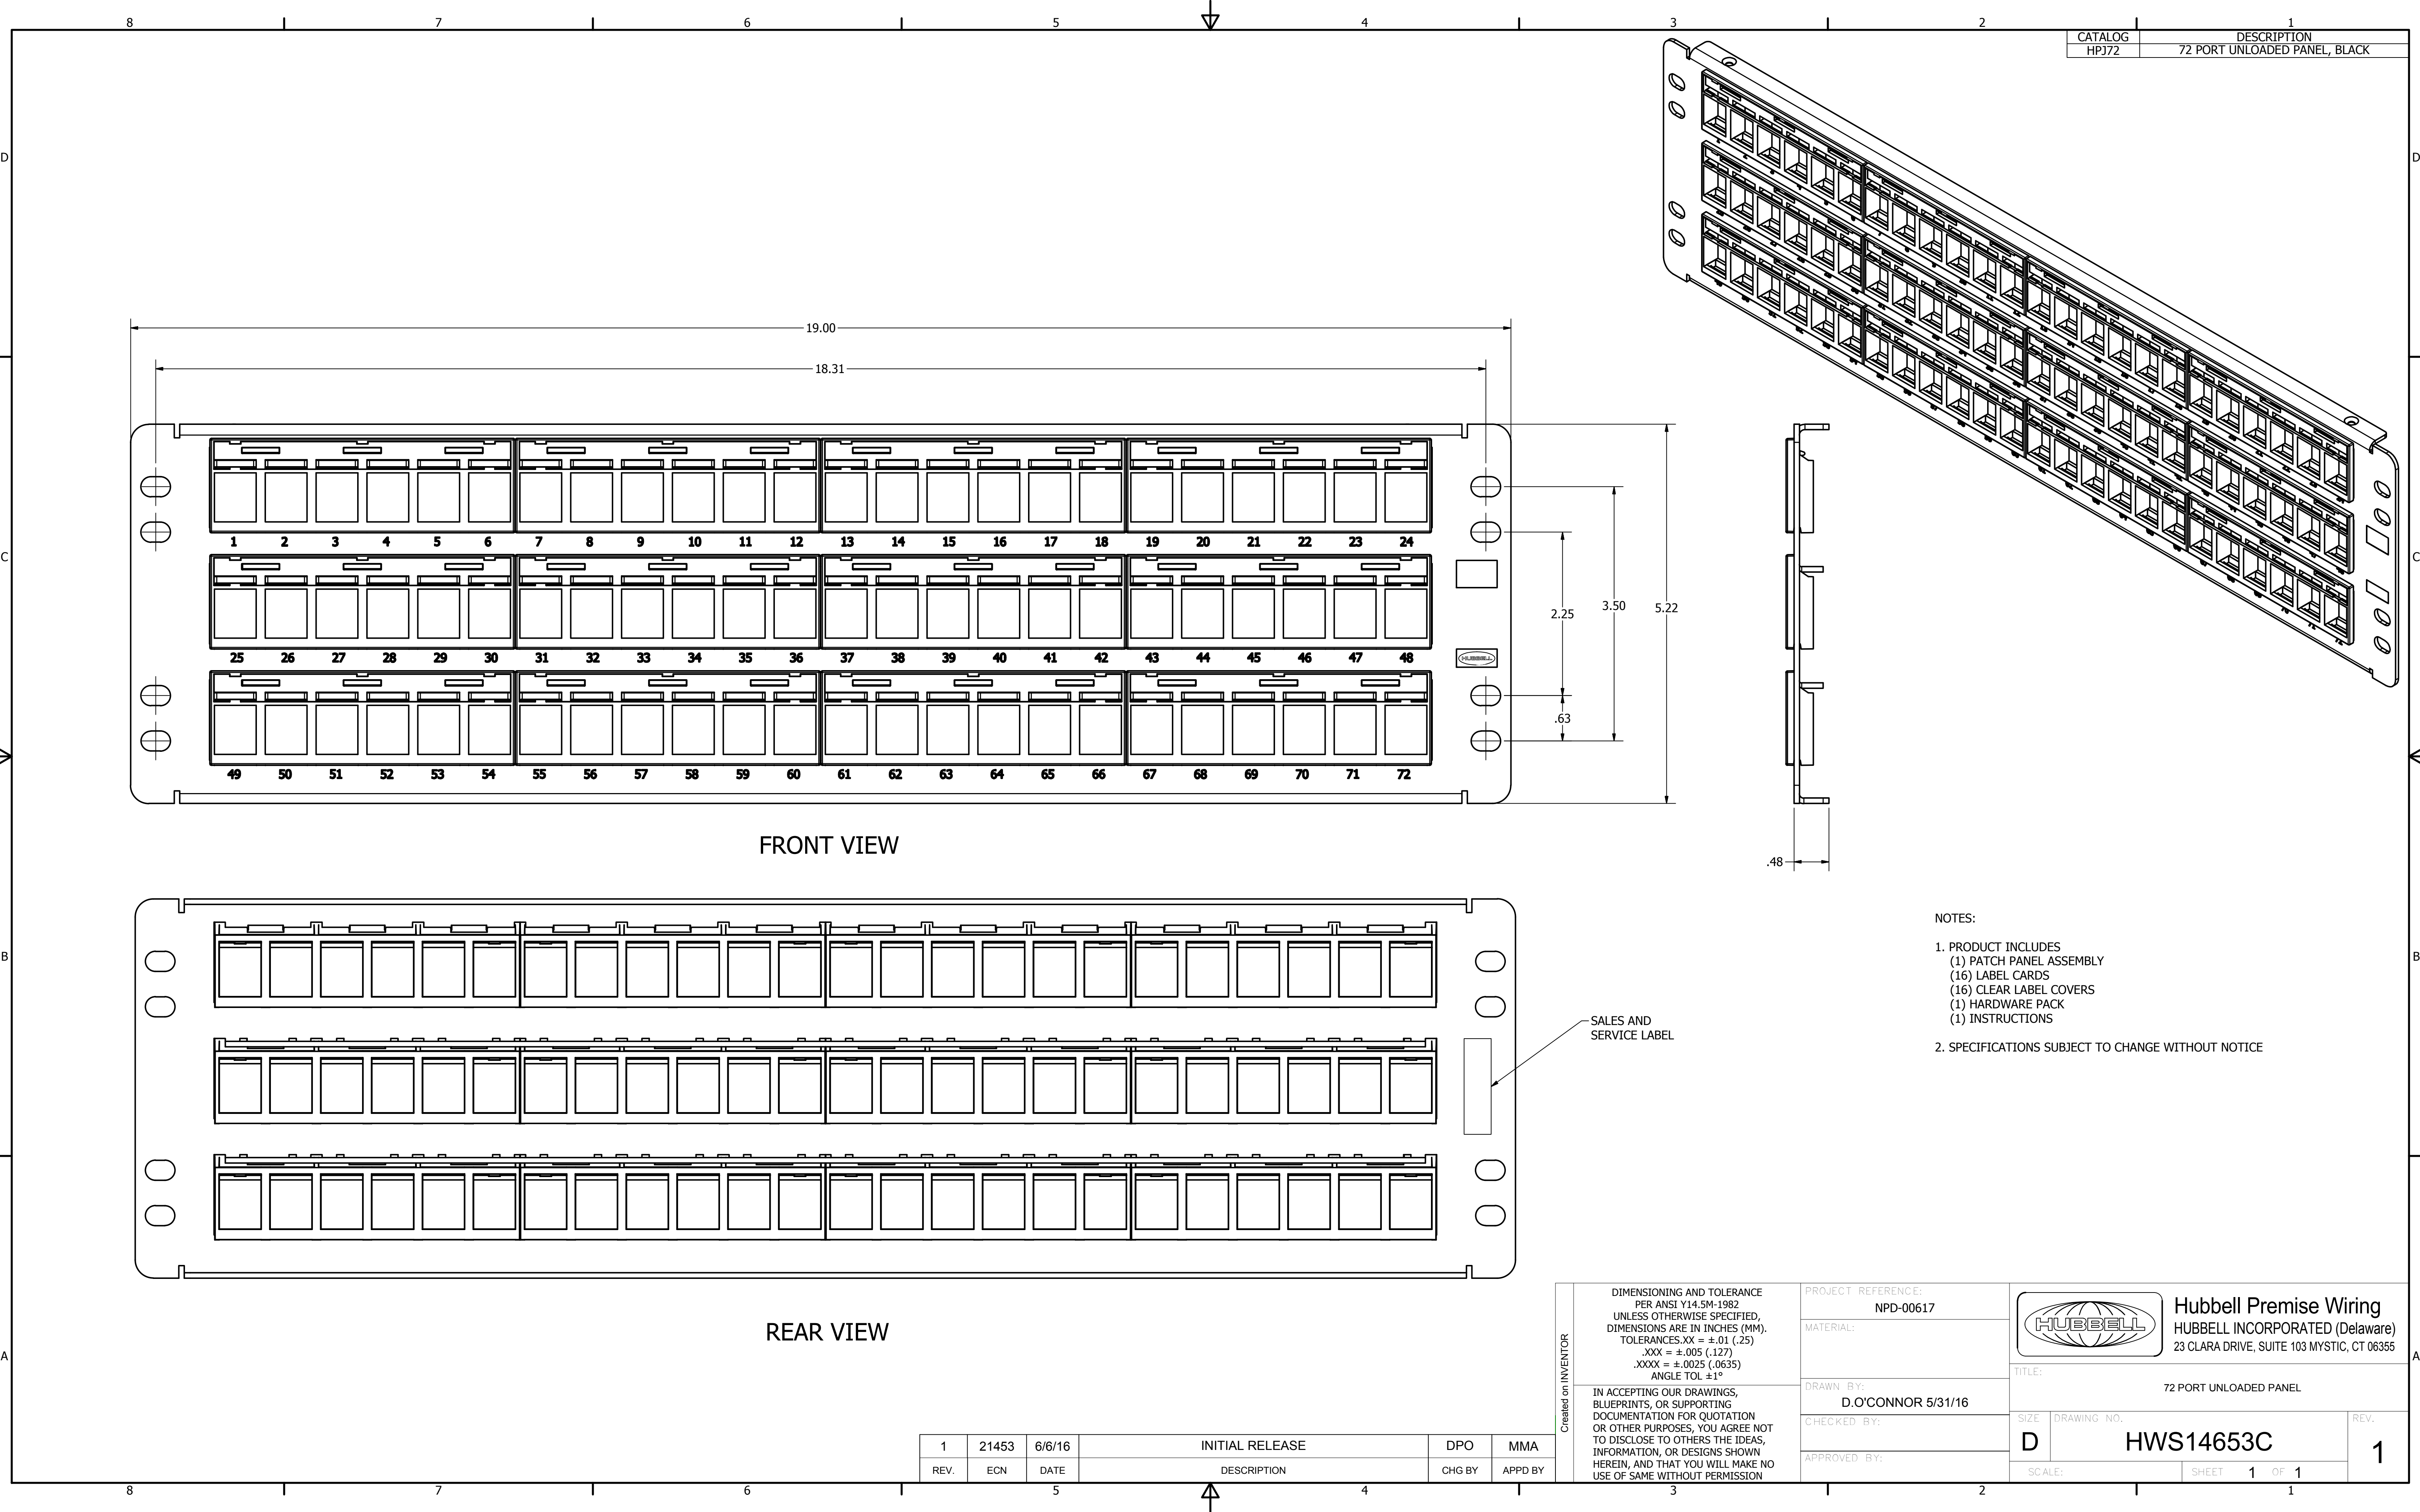 8 7 6 5 4 3 2 1
CATALOG DESCRIPTION
HPJ72 72 PORT UNLOADED PANEL, BLACK
D D
19.00
18.31
1 2 3 4 5 6 7 8 9 10 11 12 13 14 15 16 17 18 19 20 21 22 23 24
C C
25 26 27 28 29 30 31 32 33 34 35 36 37 38 39 40 41 42 43 44 45 46 47 48
HUBBELL
2.25
3.50
5.22
.63
49 50 51 52 53 54 55 56 57 58 59 60 61 62 63 64 65 66 67 68 69 70 71 72
FRONT VIEW
.48
NOTES:
1. PRODUCT INCLUDES
(1) PATCH PANEL ASSEMBLY
(16) LABEL CARDS
(16) CLEAR LABEL COVERS
(1) HARDWARE PACK
(1) INSTRUCTIONS
2. SPECIFICATIONS SUBJECT TO CHANGE WITHOUT NOTICE
B B
SALES AND
SERVICE LABEL
REAR VIEW
A A
Created on INVENTOR
DIMENSIONING AND TOLERANCE
PER ANSI Y14.5M-1982
UNLESS OTHERWISE SPECIFIED,
DIMENSIONS ARE IN INCHES (MM).
TOLERANCES.XX = ±.01 (.25)
.XXX = ±.005 (.127)
.XXXX = ±.0025 (.0635)
ANGLE TOL ±1°
IN ACCEPTING OUR DRAWINGS,
BLUEPRINTS, OR SUPPORTING
DOCUMENTATION FOR QUOTATION
OR OTHER PURPOSES, YOU AGREE NOT
TO DISCLOSE TO OTHERS THE IDEAS,
INFORMATION, OR DESIGNS SHOWN
HEREIN, AND THAT YOU WILL MAKE NO
USE OF SAME WITHOUT PERMISSION
PROJECT REFERENCE:
NPD-00617
MATERIAL:
DRAWN BY:
D.O'CONNOR 5/31/16
CHECKED BY:
APPROVED BY:
HUBBELL
Hubbell Premise Wiring
HUBBELL INCORPORATED (Delaware)
23 CLARA DRIVE, SUITE 103 MYSTIC, CT 06355
TITLE:
72 PORT UNLOADED PANEL
SIZE DRAWING NO. REV.
D HWS14653C 1
SCALE: SHEET 1 OF 1
1 21453 6/6/16 INITIAL RELEASE DPO MMA
REV. ECN DATE DESCRIPTION CHG BY APPD BY
8 7 6 5 4 3 2 1